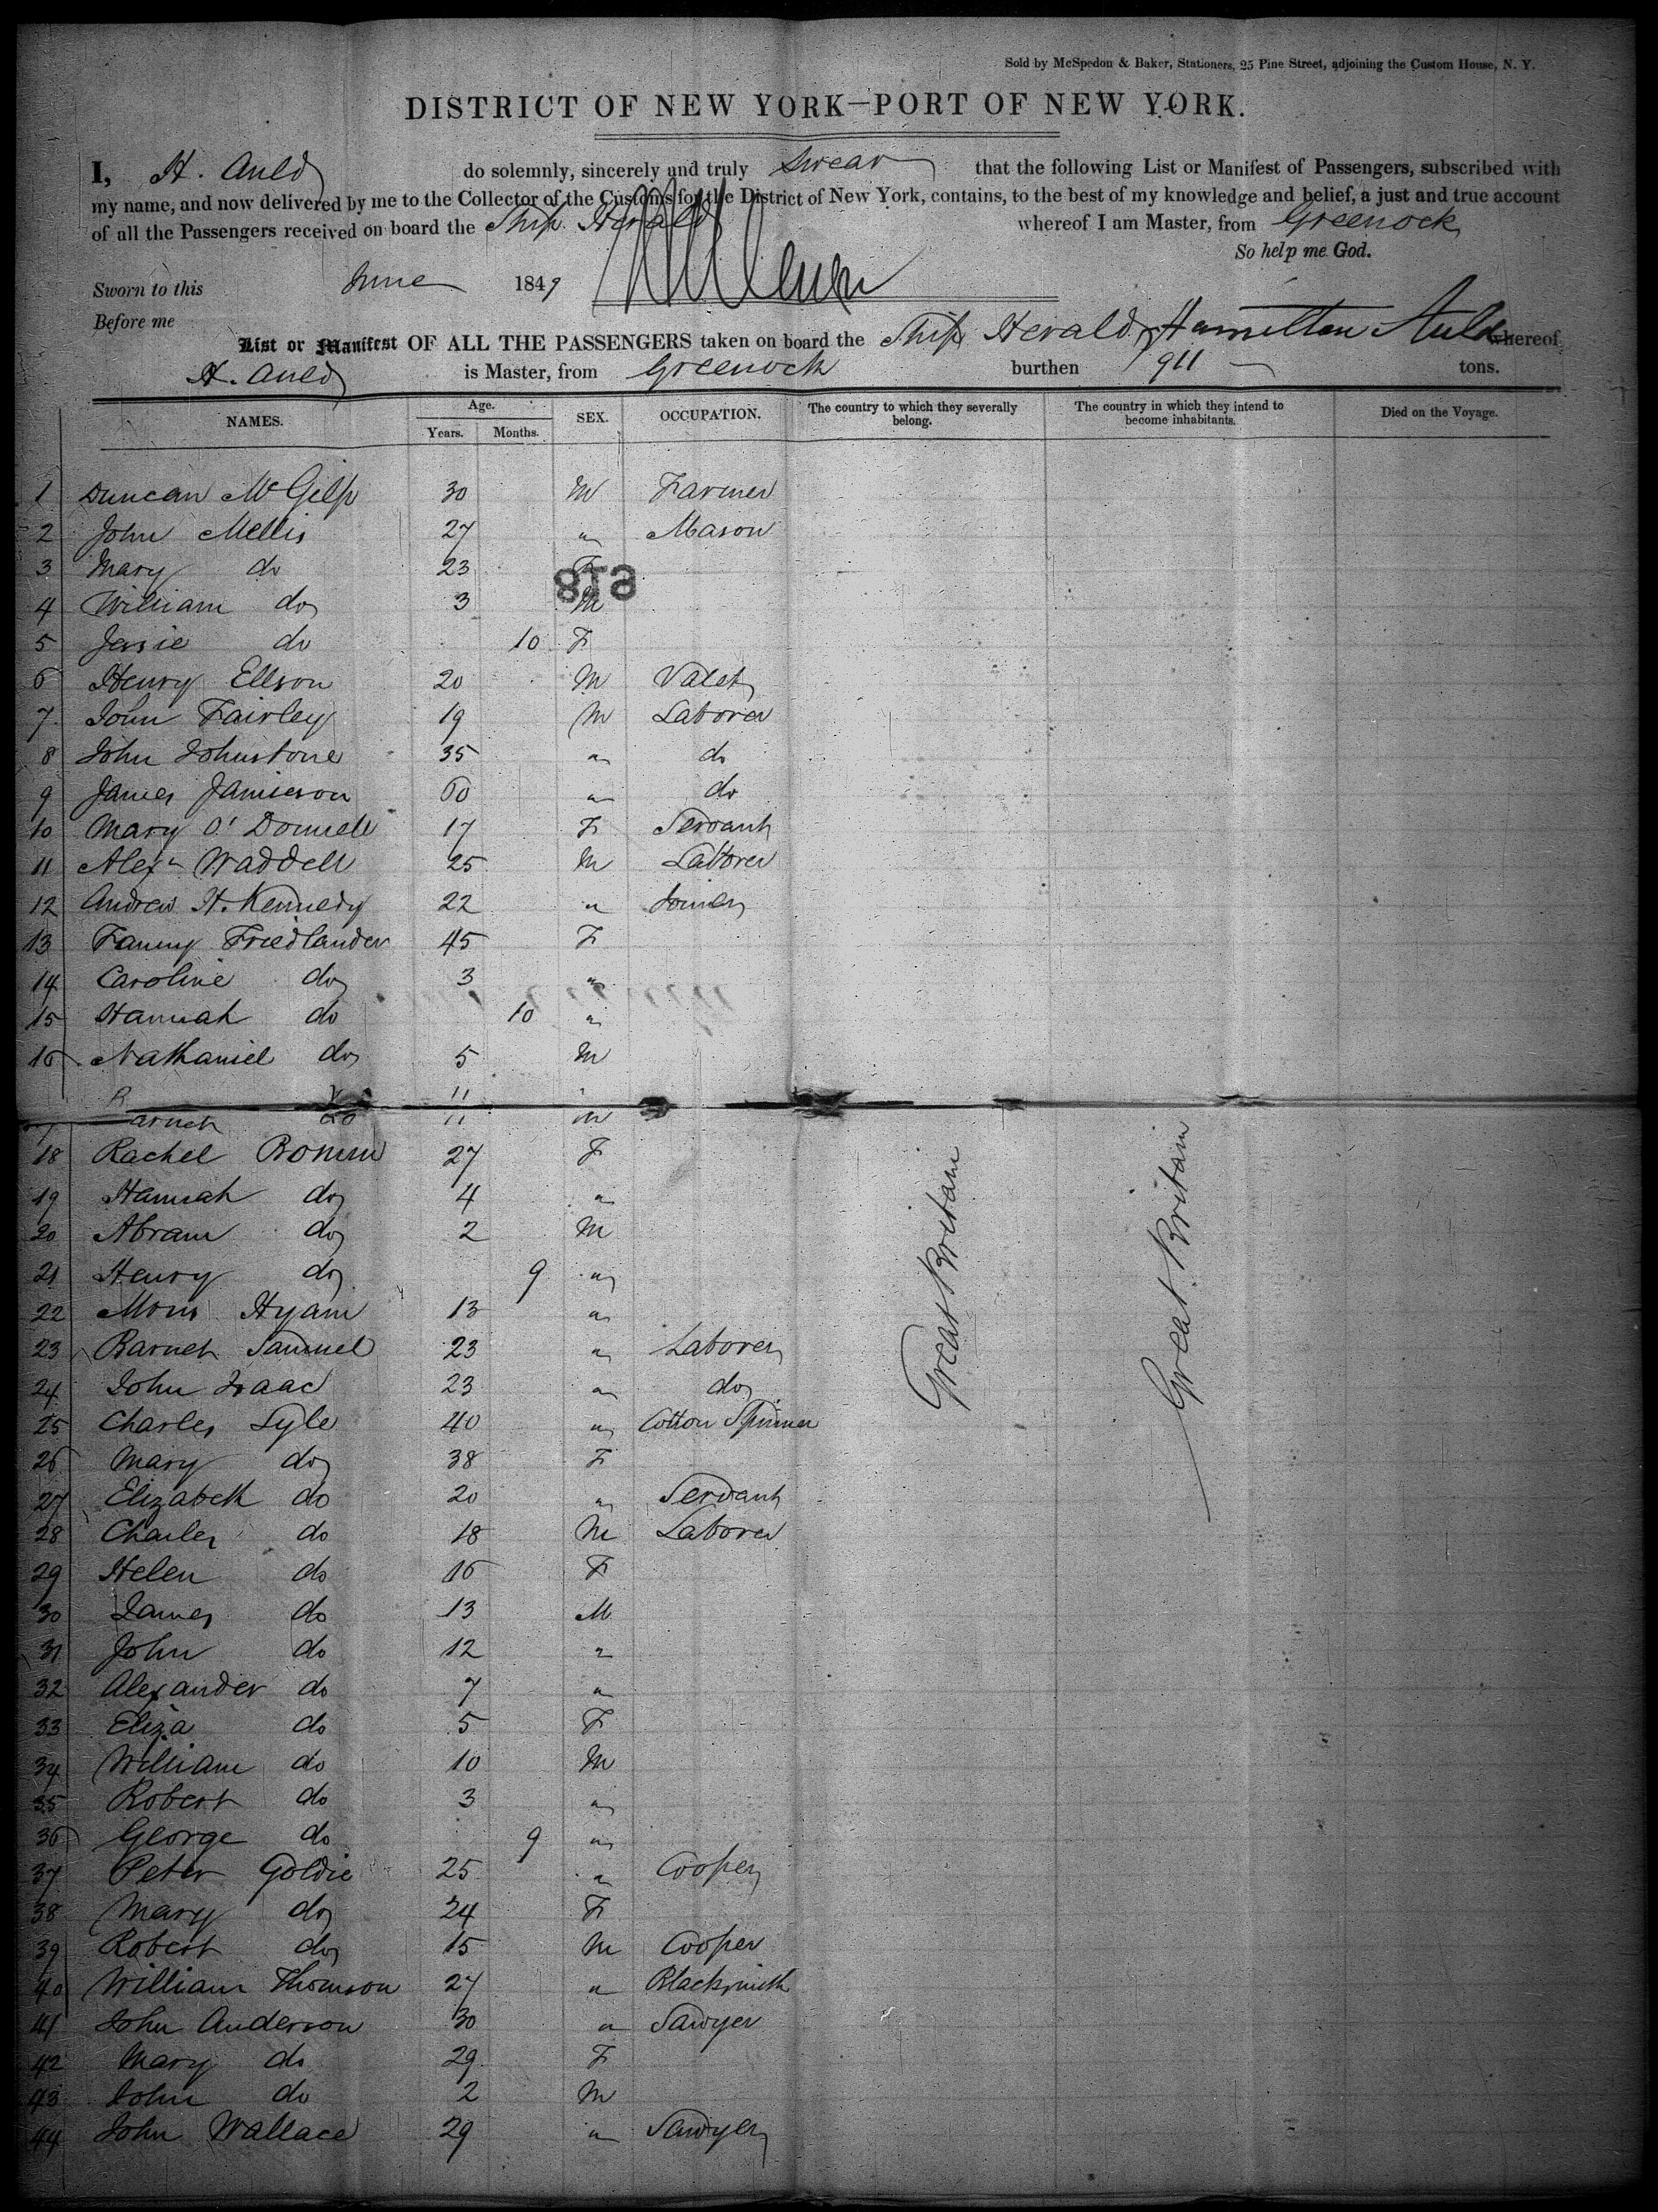 Sold by McSpedon & Baker, Stationers, 25 Pine Street, adjoining the Custom House, N. Y.
DISTRICT OF NEW YORK—PORT OF NEW YORK.
I, H. Auld do solemnly, sincerely and truly Swear that the following List or Manifest of Passengers, subscribed with
my name, and now delivered by me to the Collector of the Customs for the District of New York, contains, to the best of my knowledge and belief, a just and true account
of all the Passengers received on board the Ship Herald whereof I am Master, from Greenock
So help me God.
Sworn to this June 1849
Before me
List or Manifest OF ALL THE PASSENGERS taken on board the Ship Herald Hamilton Auld whereof
H. Auld is Master, from Greenock burthen 911 tons.
NAMES. Age. Years. Months. SEX. OCCUPATION. The country to which they severally belong. The country in which they intend to become inhabitants. Died on the Voyage.
1 Duncan McGilp 30 M Farmer
2 John Mellis 27 " Mason
3 Mary do 23 F
819
4 William do 3 M
5 Jessie do 10 F
6 Henry Ellson 20 M Valet
7 John Fairley 19 M Laborer
8 John Johnstone 35 " do
9 James Jamieson 60 " do
10 Mary O'Donnell 17 F Servant
11 Alexr Waddell 25 M Laborer
12 Andrew H. Kennedy 22 " Joiner
13 Fanny Friedlander 45 F
14 Caroline do 3 "
15 Hannah do 10 "
16 Nathaniel do 5 M
17 Barnet do 11 M
18 Rachel 27 F
19 Hannah do 4 "
20 Abram do 2 M
21 Henry do 9 "
22 Morris Hyam 13 "
23 Barnet Samuel 23 " Laborer
24 John Isaac 23 " do
25 Charles Lyle 40 " Cotton Spinner
26 Mary do 38 F
27 Elizabeth do 20 " Servant
28 Charles do 18 M Laborer
29 Helen do 16 F
30 James do 13 M
31 John do 12 "
32 Alexander do 7 "
33 Eliza do 5 F
34 William do 10 M
35 Robert do 3 "
36 George do 9 "
37 Peter Goldie 25 " Cooper
38 Mary do 24 F
39 Robert do 15 M Cooper
40 William Thomson 27 " Blacksmith
41 John Anderson 30 " Sawyer
42 Mary do 29 F
43 John do 2 M
44 John Wallace 29 " Sawyer
Great Britain
Great Britain